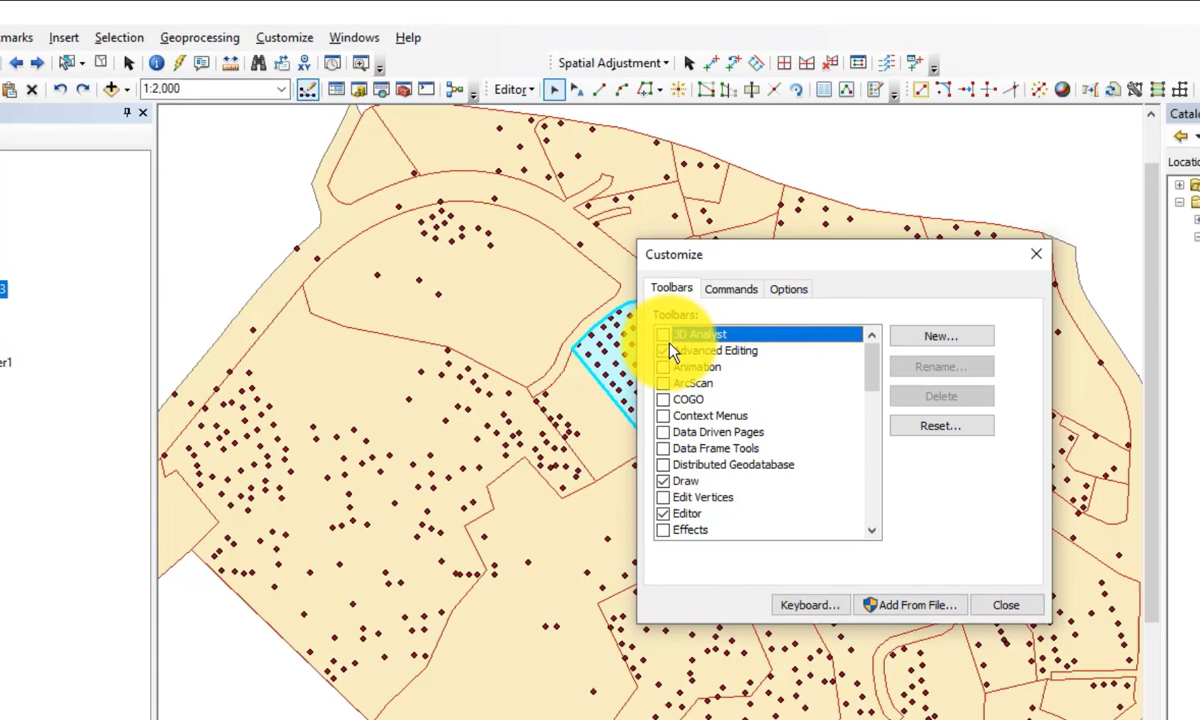 marks Insert Selection Geoprocessing Customize Windows Help
Spatial Adjustment
1:2,000
Editor
Catalo
Locatio
3
er1
Customize
Toolbars Commands Options
Toolbars:
3D Analyst
Advanced Editing
Animation
ArcScan
COGO
Context Menus
Data Driven Pages
Data Frame Tools
Distributed Geodatabase
Draw
Edit Vertices
Editor
Effects
New...
Rename...
Delete
Reset...
Keyboard... Add From File... Close